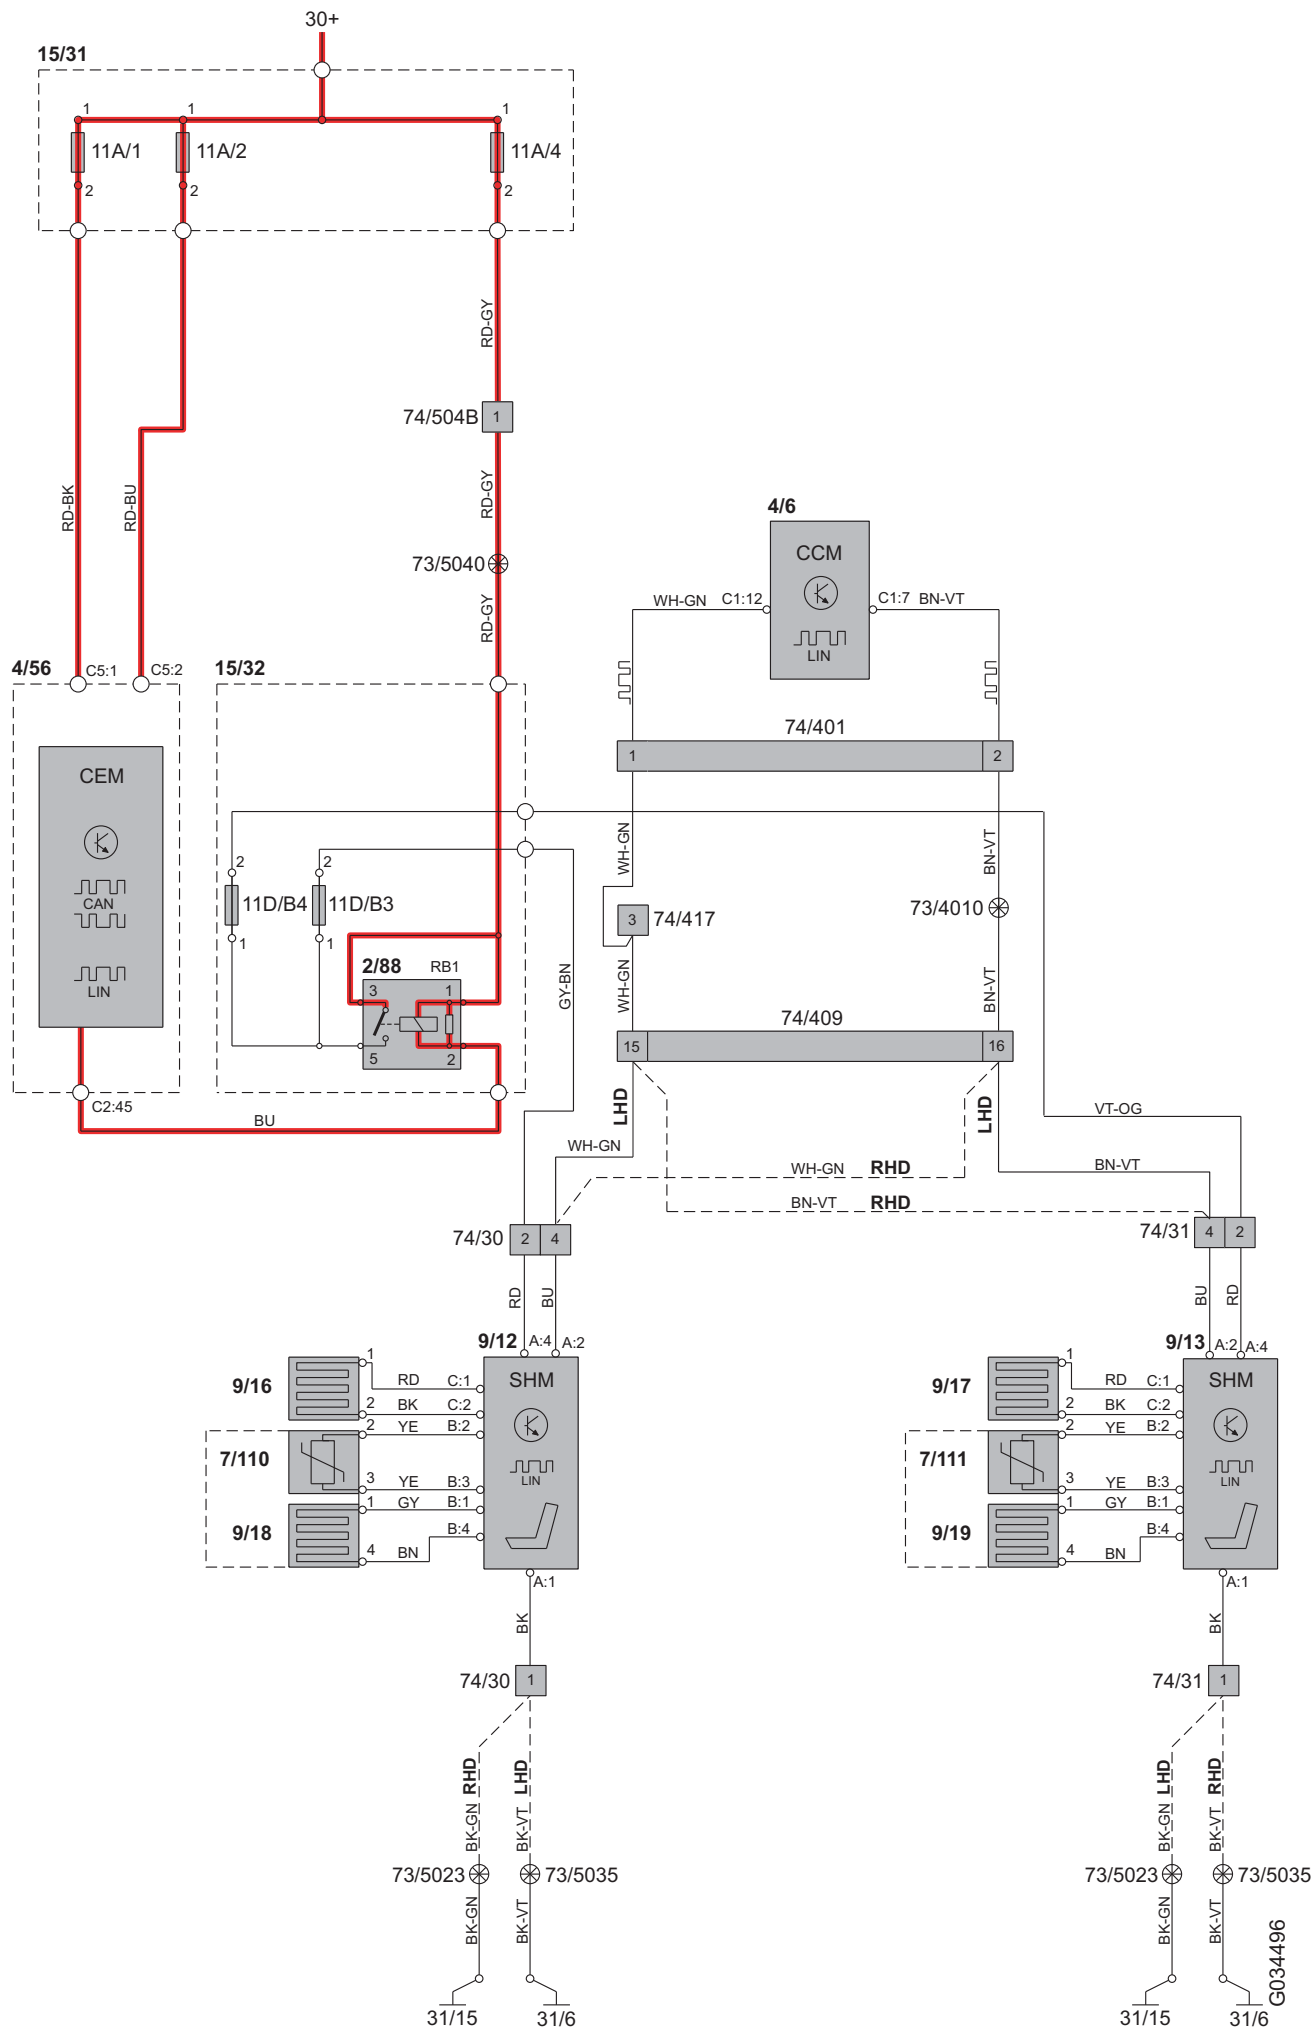 30+
15/31
1 1 1
11A/1 11A/2 11A/4
2 2 2
RD-GY
74/504B 1
RD-BK RD-BU RD-GY
4/6
CCM
73/5040
WH-GN C1:12 C1:7 BN-VT
RD-GY
LIN
4/56 C5:1 C5:2 15/32
74/401
1 2
CEM
WH-GN BN-VT
2 2
11D/B4 11D/B3
CAN
1 1
3 74/417 73/4010
2/88 RB1
LIN
3 1
GY-BN WH-GN BN-VT
74/409
5 2
15 16
C2:45
BU
LHD LHD
VT-OG
WH-GN
WH-GN RHD
BN-VT
BN-VT RHD
74/30 2 4
74/31 4 2
RD BU
BU RD
9/12 A:4 A:2
9/13 A:2 A:4
9/16 1 RD C:1 SHM
2 BK C:2
7/110 2 YE B:2
LIN
3 YE B:3
9/18 1 GY B:1
B:4
4 BN
A:1
9/17 1 RD C:1 SHM
2 BK C:2
7/111 2 YE B:2
LIN
3 YE B:3
9/19 1 GY B:1
B:4
4 BN
A:1
BK
74/30 1
RHD LHD
BK-GN BK-VT
73/5023 73/5035
BK-GN BK-VT
31/15 31/6
BK
74/31 1
LHD RHD
BK-GN BK-VT
73/5023 73/5035
BK-GN BK-VT
31/15 31/6
G034496